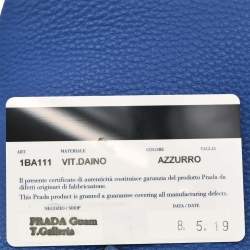 ART MATERIALE COLORE TAGLIA
1BA111 VIT.DAINO AZZURRO
Il presente certificato di autenticità costituisce garanzia del prodotto Prada da
difetti originari di fabbricazione.
This Prada product is granted a guarantee covering all manufacturing defects.
NEGOZIO / SHOP DATA / DATE
PRADA Guam
T.Galleria
8. 5. 19